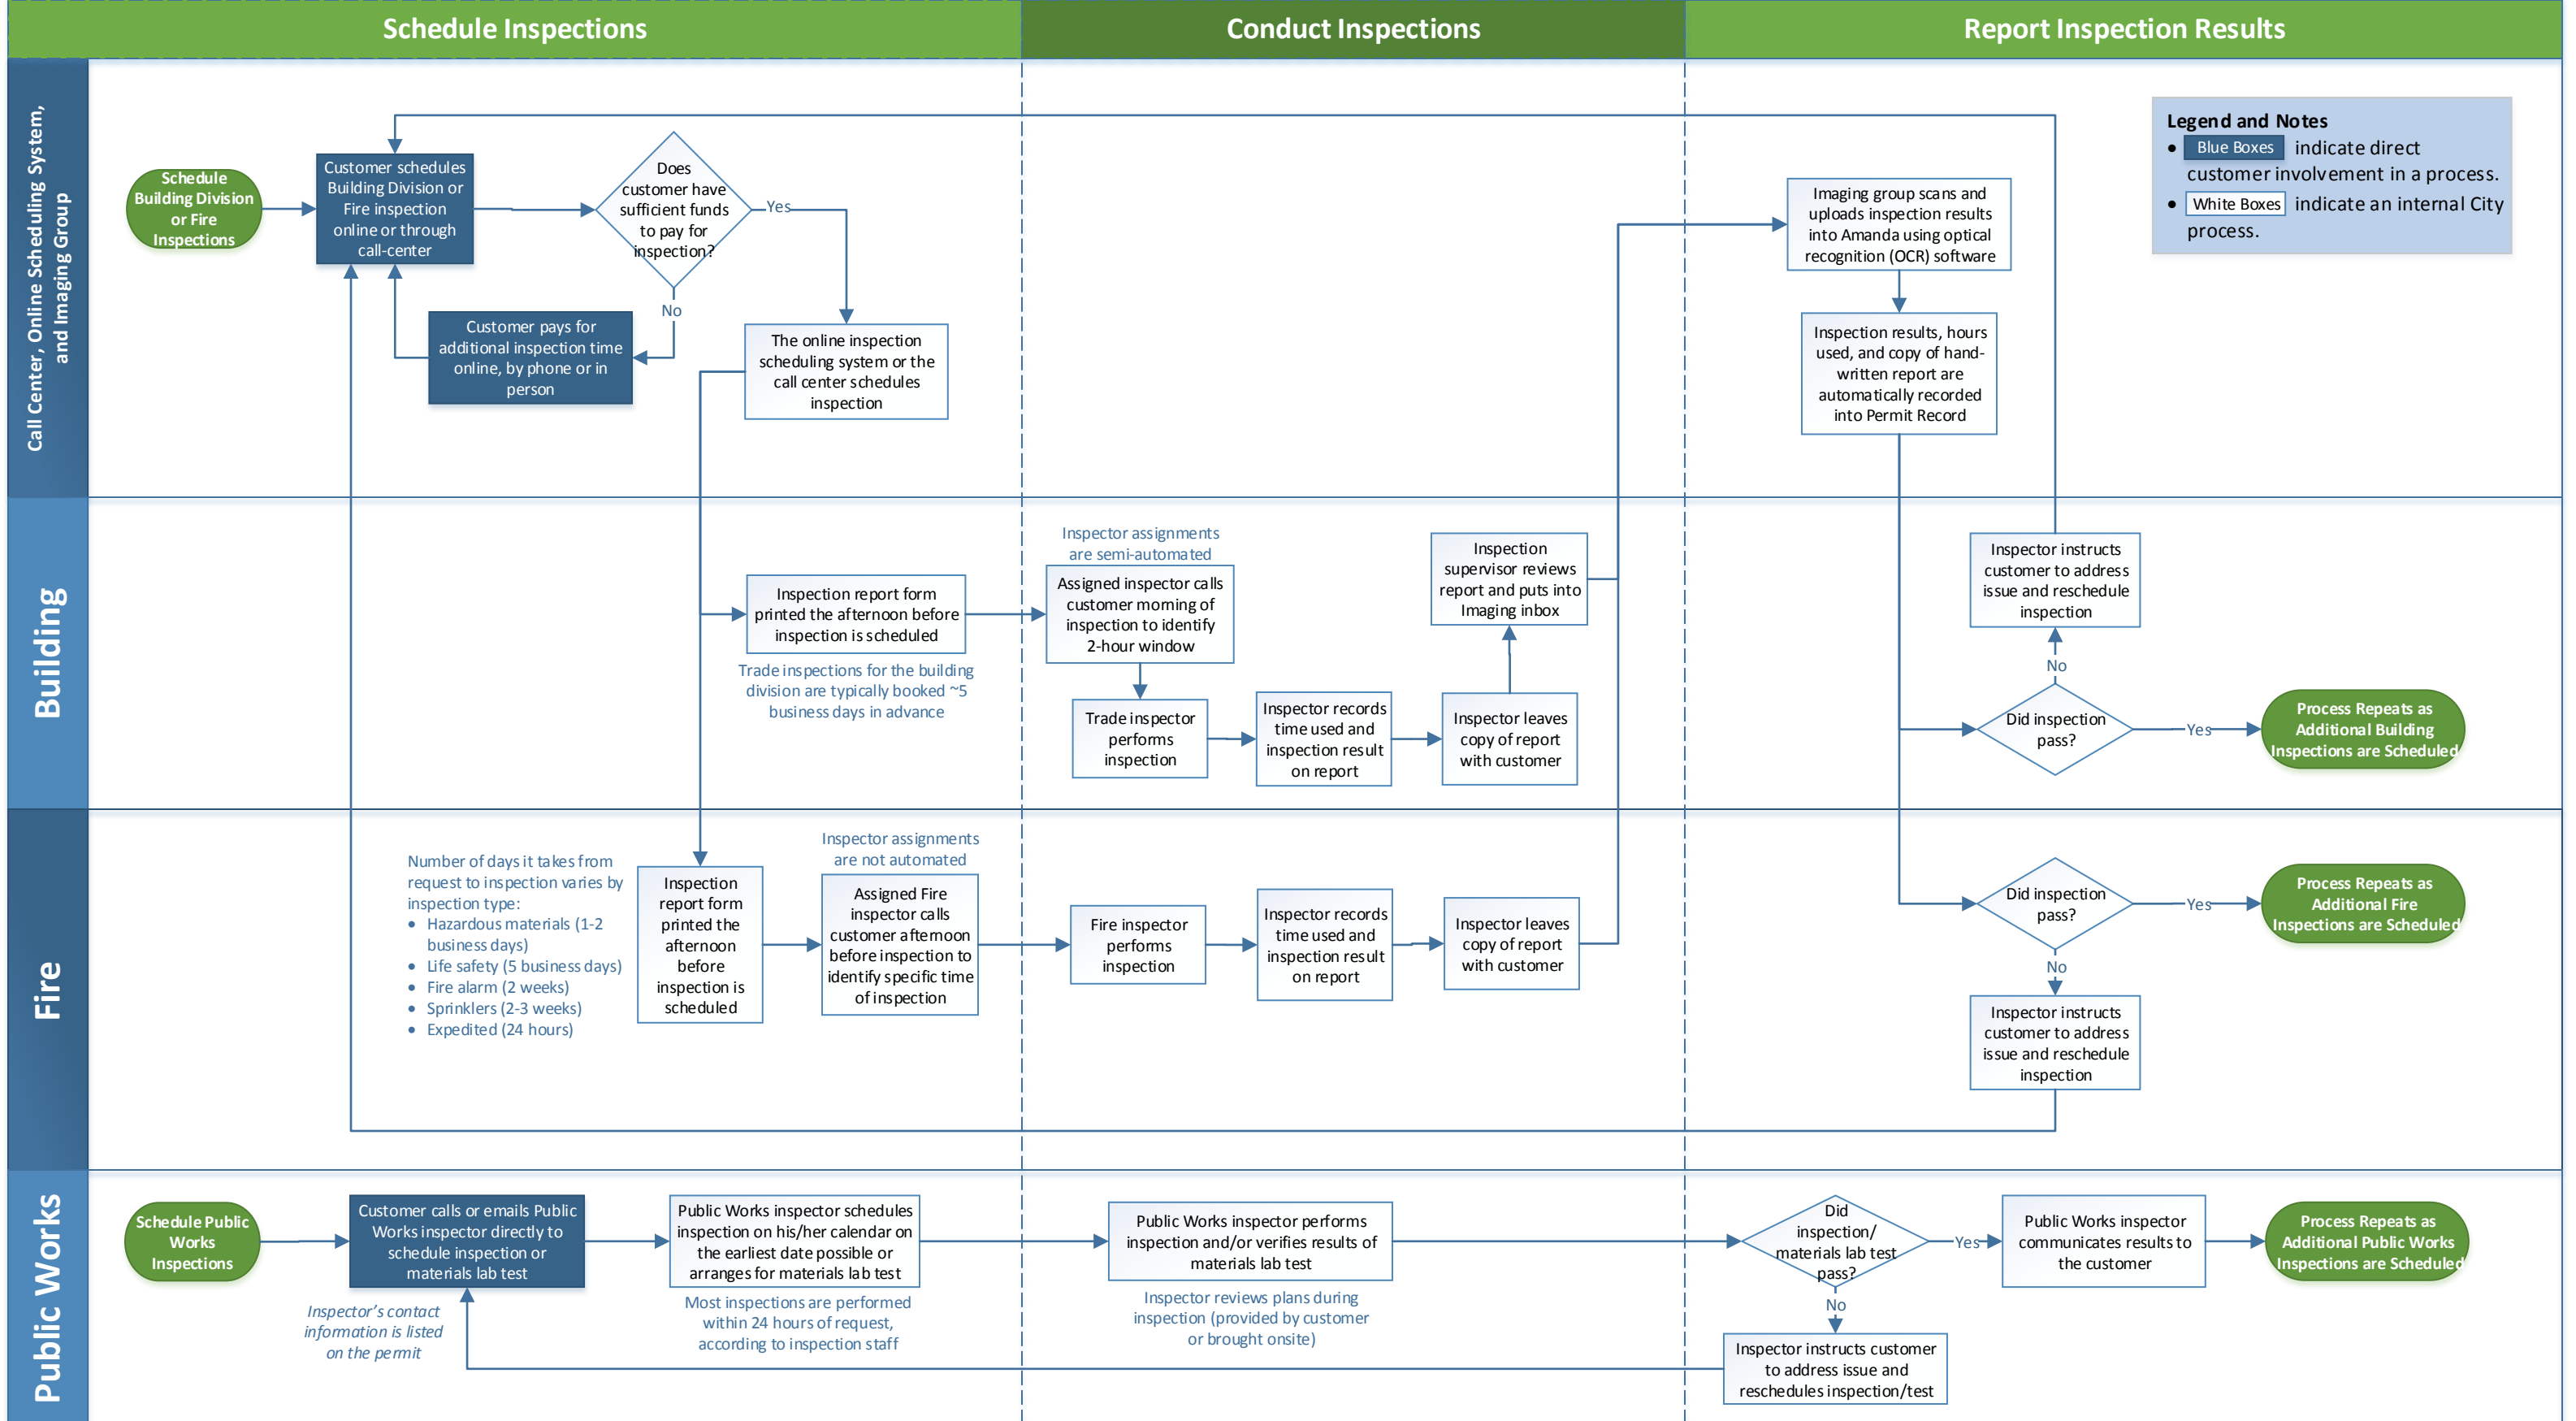 Schedule Inspections
Conduct Inspections
Report Inspection Results
Call Center, Online Scheduling System,
and Imaging Group
Schedule
Building Division
or Fire
Inspections
Customer schedules
Building Division or
Fire inspection
online or through
call-center
Does
customer have
sufficient funds
to pay for
inspection?
Yes
No
Customer pays for
additional inspection time
online, by phone or in
person
The online inspection
scheduling system or the
call center schedules
inspection
Imaging group scans and
uploads inspection results
into Amanda using optical
recognition (OCR) software
Inspection results, hours
used, and copy of hand-
written report are
automatically recorded
into Permit Record
Legend and Notes
• Blue Boxes indicate direct
customer involvement in a process.
• White Boxes indicate an internal City
process.
Building
Inspection report form
printed the afternoon before
inspection is scheduled
Trade inspections for the building
division are typically booked ~5
business days in advance
Inspector assignments
are semi-automated
Assigned inspector calls
customer morning of
inspection to identify
2-hour window
Trade inspector
performs
inspection
Inspector records
time used and
inspection result
on report
Inspector leaves
copy of report
with customer
Inspection
supervisor reviews
report and puts into
Imaging inbox
Inspector instructs
customer to address
issue and reschedule
inspection
No
Did inspection
pass?
Yes
Process Repeats as
Additional Building
Inspections are Scheduled
Fire
Number of days it takes from
request to inspection varies by
inspection type:
• Hazardous materials (1-2
business days)
• Life safety (5 business days)
• Fire alarm (2 weeks)
• Sprinklers (2-3 weeks)
• Expedited (24 hours)
Inspection
report form
printed the
afternoon
before
inspection is
scheduled
Inspector assignments
are not automated
Assigned Fire
inspector calls
customer afternoon
before inspection to
identify specific time
of inspection
Fire inspector
performs
inspection
Inspector records
time used and
inspection result
on report
Inspector leaves
copy of report
with customer
Did inspection
pass?
Yes
Process Repeats as
Additional Fire
Inspections are Scheduled
No
Inspector instructs
customer to address
issue and reschedule
inspection
Public Works
Schedule Public
Works
Inspections
Customer calls or emails Public
Works inspector directly to
schedule inspection or
materials lab test
Inspector's contact
information is listed
on the permit
Public Works inspector schedules
inspection on his/her calendar on
the earliest date possible or
arranges for materials lab test
Most inspections are performed
within 24 hours of request,
according to inspection staff
Public Works inspector performs
inspection and/or verifies results of
materials lab test
Inspector reviews plans during
inspection (provided by customer
or brought onsite)
Did
inspection/
materials lab test
pass?
Yes
Public Works inspector
communicates results to
the customer
Process Repeats as
Additional Public Works
Inspections are Scheduled
No
Inspector instructs customer
to address issue and
reschedules inspection/test